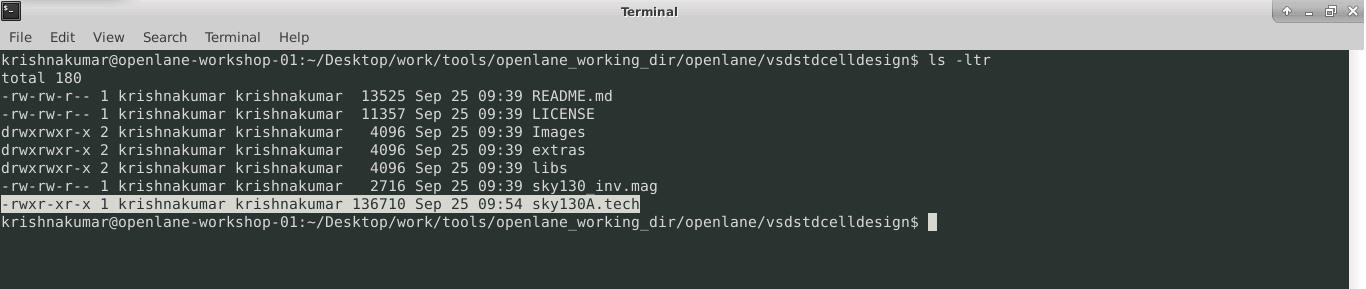 Terminal
File Edit View Search Terminal Help
krishnakumar@openlane-workshop-01:~/Desktop/work/tools/openlane_working_dir/openlane/vsdstdcelldesign$ ls -ltr
total 180
-rw-rw-r-- 1 krishnakumar krishnakumar  13525 Sep 25 09:39 README.md
-rw-rw-r-- 1 krishnakumar krishnakumar  11357 Sep 25 09:39 LICENSE
drwxrwxr-x 2 krishnakumar krishnakumar   4096 Sep 25 09:39 Images
drwxrwxr-x 2 krishnakumar krishnakumar   4096 Sep 25 09:39 extras
drwxrwxr-x 2 krishnakumar krishnakumar   4096 Sep 25 09:39 libs
-rw-rw-r-- 1 krishnakumar krishnakumar   2716 Sep 25 09:39 sky130_inv.mag
-rwxr-xr-x 1 krishnakumar krishnakumar 136710 Sep 25 09:54 sky130A.tech
krishnakumar@openlane-workshop-01:~/Desktop/work/tools/openlane_working_dir/openlane/vsdstdcelldesign$